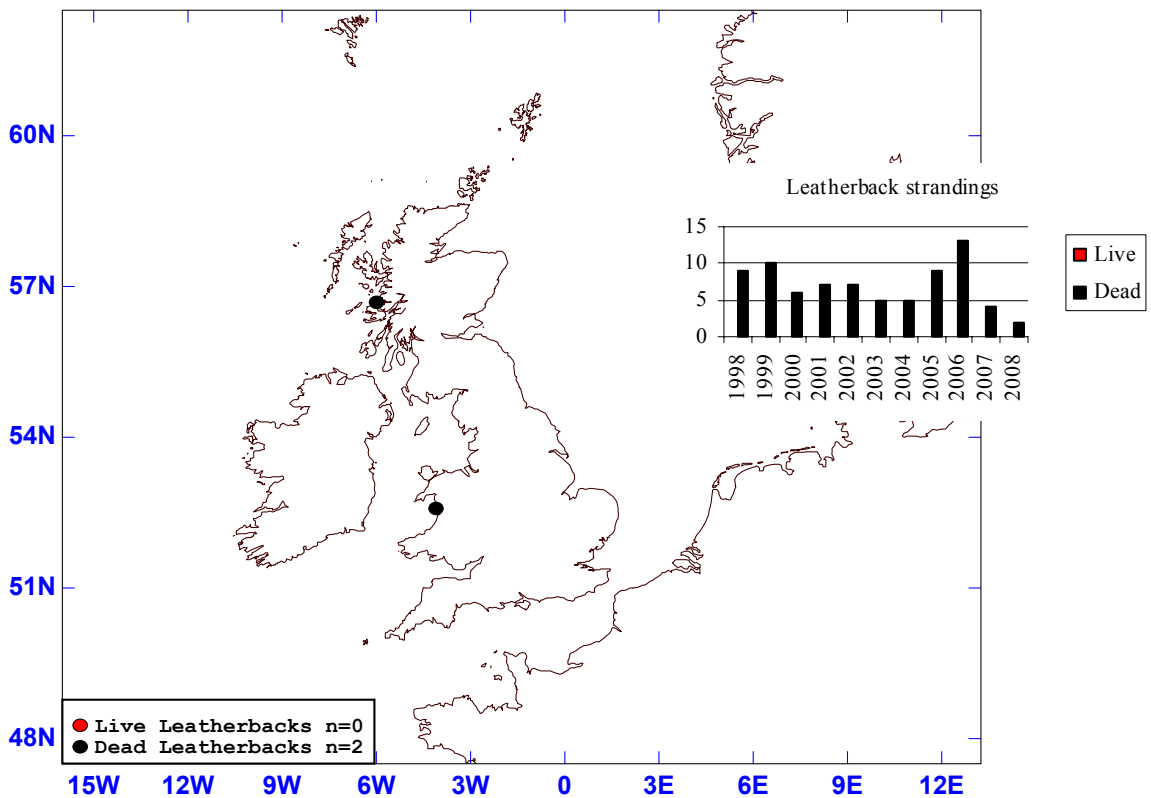 60N
57N
54N
51N
48N
Leatherback strandings
15
10
5
0
1998
1999
2000
2001
2002
2003
2004
2005
2006
2007
2008
Live
Dead
Live Leatherbacks n=0
Dead Leatherbacks n=2
15W 12W 9W 6W 3W 0 3E 6E 9E 12E